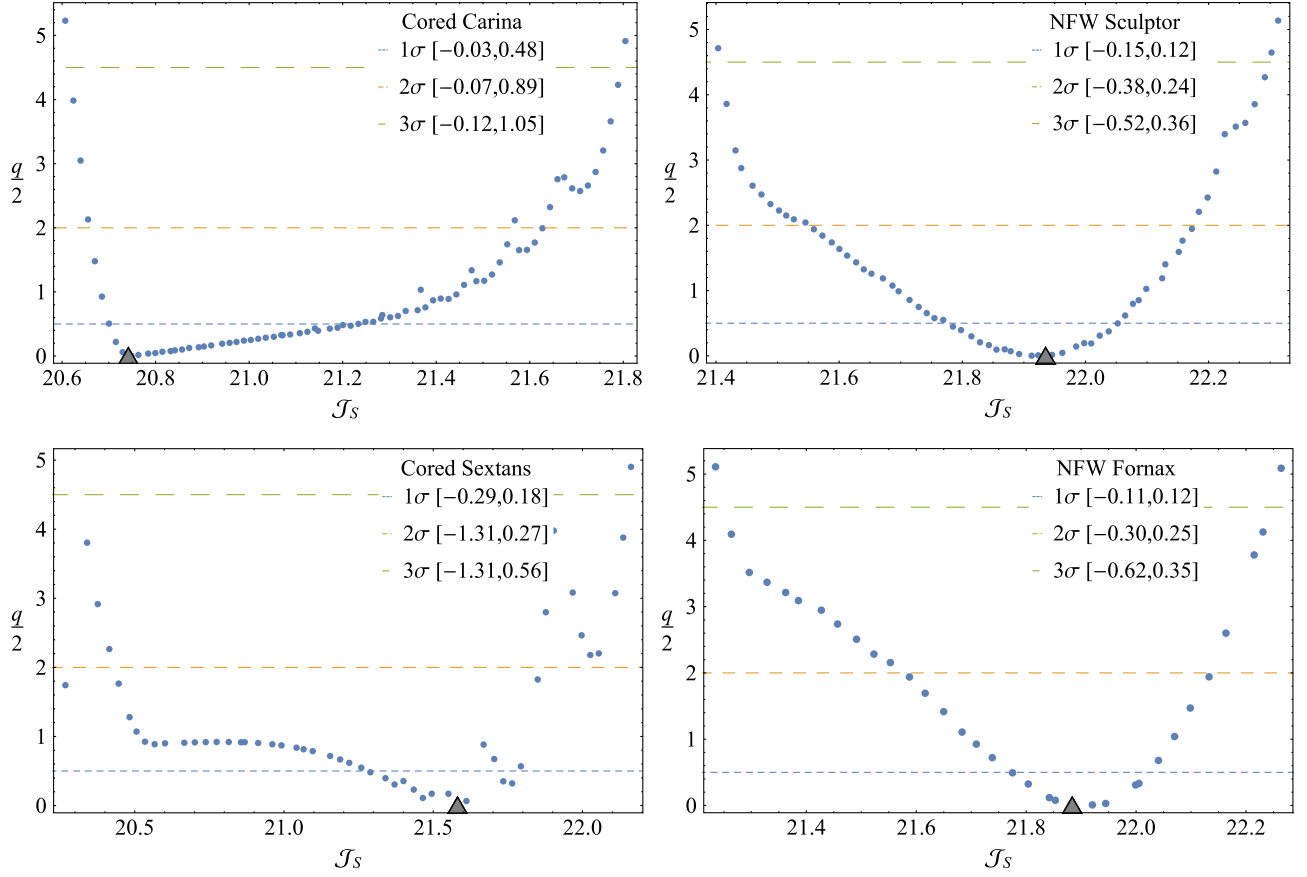 Cored Carina
1σ [−0.03,0.48]
2σ [−0.07,0.89]
3σ [−0.12,1.05]
5
4
3
2
1
0
q
2
20.6 20.8 21.0 21.2 21.4 21.6 21.8
𝒥S
NFW Sculptor
1σ [−0.15,0.12]
2σ [−0.38,0.24]
3σ [−0.52,0.36]
5
4
3
2
1
0
q
2
21.4 21.6 21.8 22.0 22.2
𝒥S
Cored Sextans
1σ [−0.29,0.18]
2σ [−1.31,0.27]
3σ [−1.31,0.56]
5
4
3
2
1
0
q
2
20.5 21.0 21.5 22.0
𝒥S
NFW Fornax
1σ [−0.11,0.12]
2σ [−0.30,0.25]
3σ [−0.62,0.35]
5
4
3
2
1
0
q
2
21.4 21.6 21.8 22.0 22.2
𝒥S